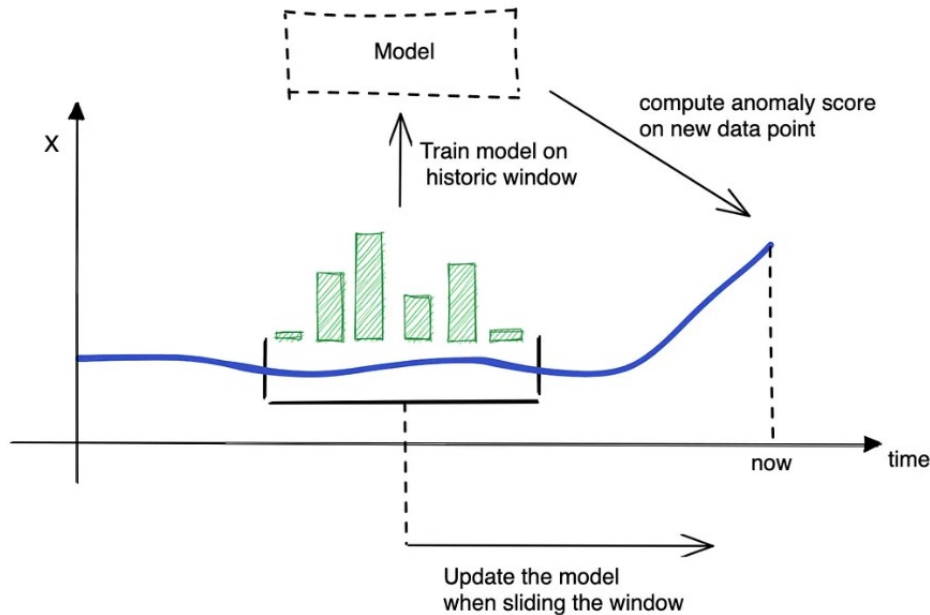 Model
compute anomaly score
on new data point
X
Train model on
historic window
now
time
Update the model
when sliding the window